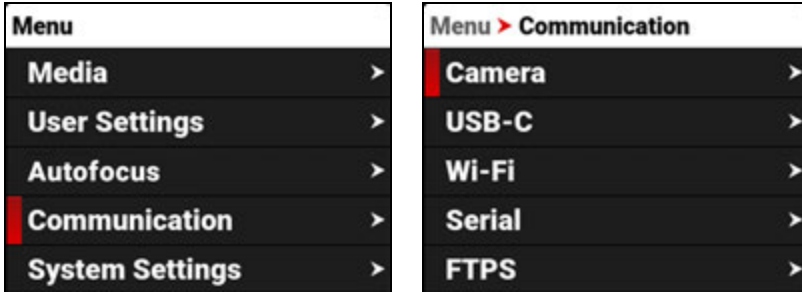 Menu
Media
User Settings
Autofocus
Communication
System Settings
Menu > Communication
Camera
USB-C
Wi-Fi
Serial
FTPS